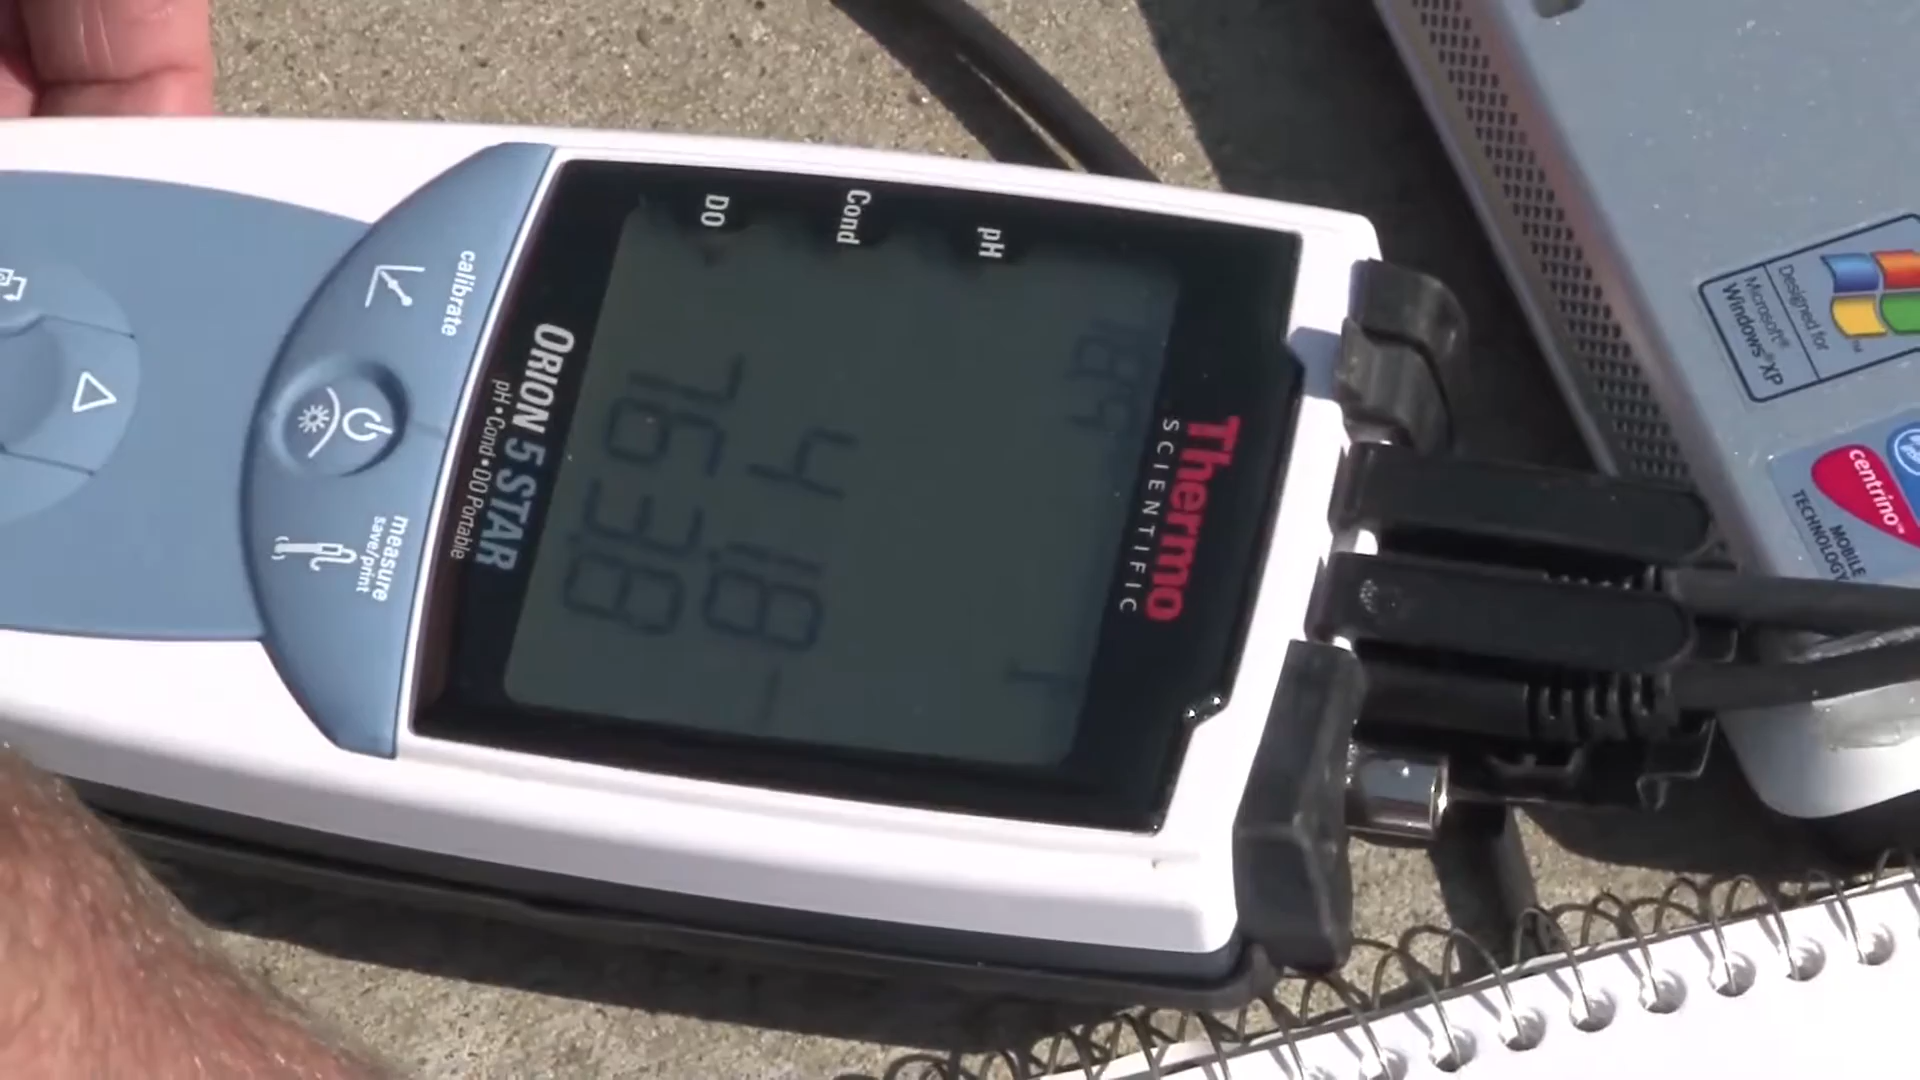 Thermo
SCIENTIFIC
pH
Cond
DO
ORION 5 STAR
pH • Cond • DO Portable
calibrate
measure
save/print
Designed for
Microsoft®
Windows® XP
centrino™
MOBILE
TECHNOLOGY